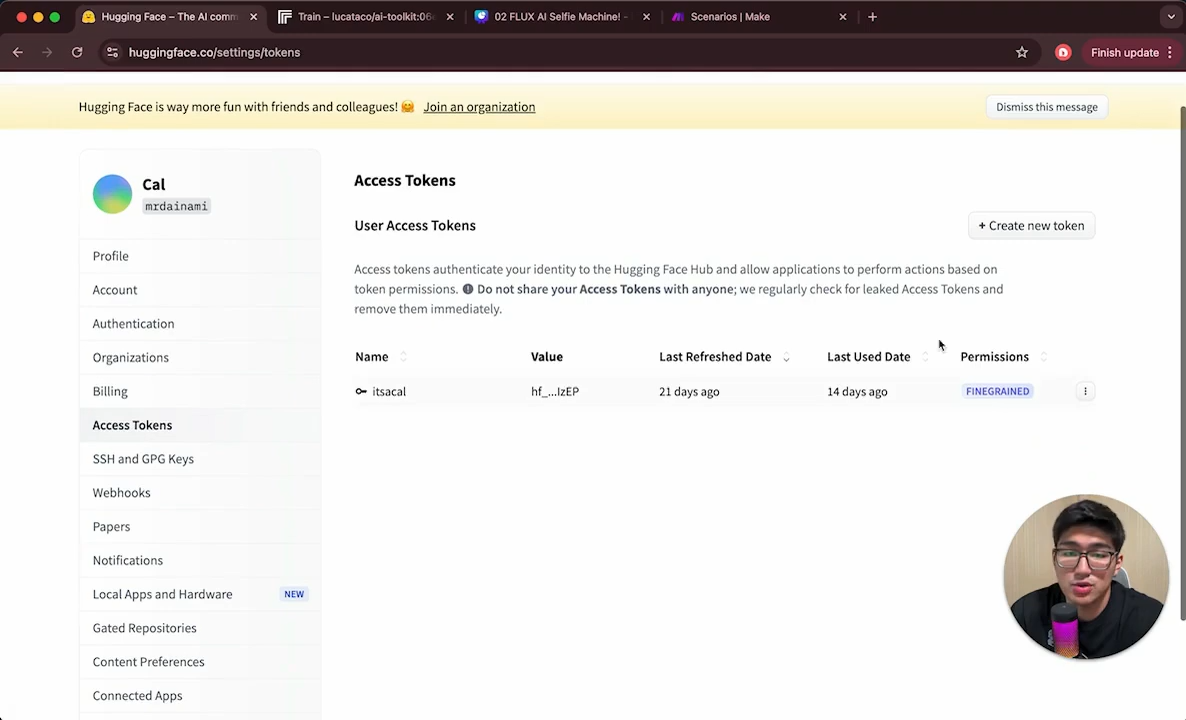 Hugging Face – The AI comm
Train – lucataco/ai-toolkit:06
02 FLUX AI Selfie Machine! -
Scenarios | Make
huggingface.co/settings/tokens
Finish update
Hugging Face is way more fun with friends and colleagues! 🤗 Join an organization
Dismiss this message
Cal
mrdainami
Profile
Account
Authentication
Organizations
Billing
Access Tokens
SSH and GPG Keys
Webhooks
Papers
Notifications
Local Apps and Hardware NEW
Gated Repositories
Content Preferences
Connected Apps
Access Tokens
User Access Tokens
+ Create new token
Access tokens authenticate your identity to the Hugging Face Hub and allow applications to perform actions based on
token permissions. Do not share your Access Tokens with anyone; we regularly check for leaked Access Tokens and
remove them immediately.
Name Value Last Refreshed Date Last Used Date Permissions
itsacal hf_...IzEP 21 days ago 14 days ago FINEGRAINED